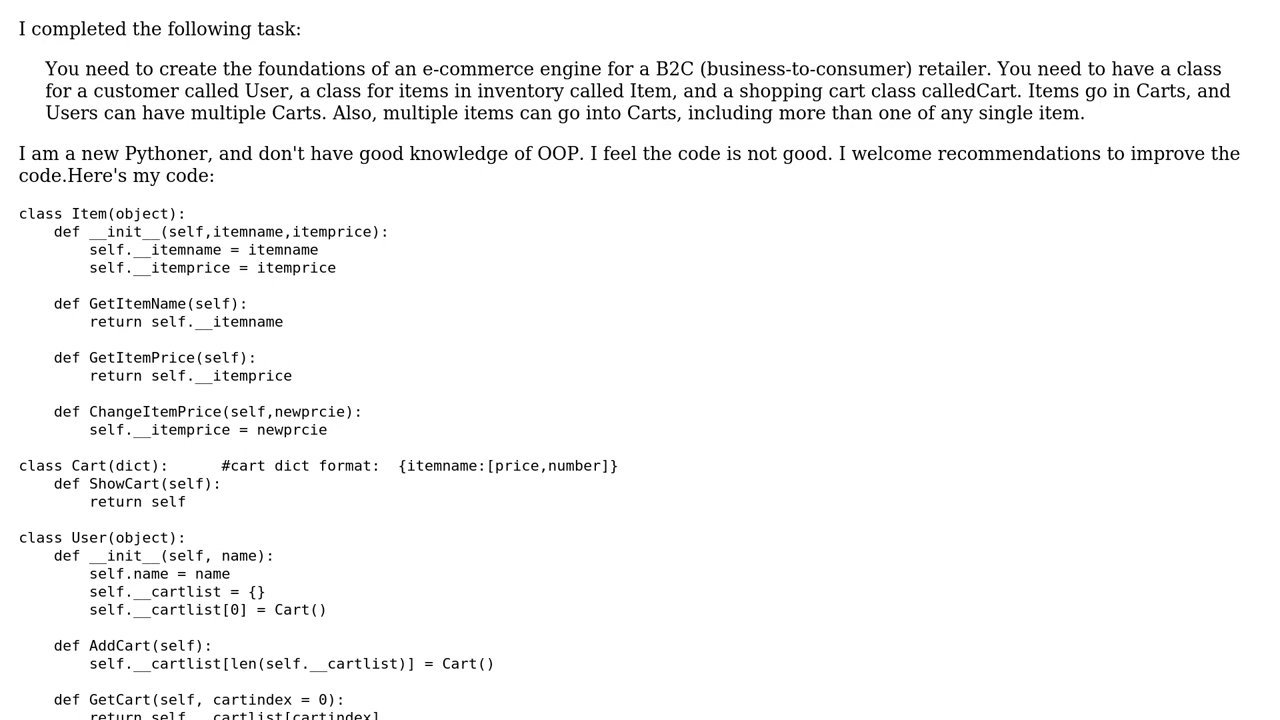 I completed the following task:
You need to create the foundations of an e-commerce engine for a B2C (business-to-consumer) retailer. You need to have a class
for a customer called User, a class for items in inventory called Item, and a shopping cart class calledCart. Items go in Carts, and
Users can have multiple Carts. Also, multiple items can go into Carts, including more than one of any single item.
I am a new Pythoner, and don't have good knowledge of OOP. I feel the code is not good. I welcome recommendations to improve the
code.Here's my code:
class Item(object):
    def __init__(self,itemname,itemprice):
        self.__itemname = itemname
        self.__itemprice = itemprice
    def GetItemName(self):
        return self.__itemname
    def GetItemPrice(self):
        return self.__itemprice
    def ChangeItemPrice(self,newprcie):
        self.__itemprice = newprcie
class Cart(dict):      #cart dict format:  {itemname:[price,number]}
    def ShowCart(self):
        return self
class User(object):
    def __init__(self, name):
        self.name = name
        self.__cartlist = {}
        self.__cartlist[0] = Cart()
    def AddCart(self):
        self.__cartlist[len(self.__cartlist)] = Cart()
    def GetCart(self, cartindex = 0):
        return self.__cartlist[cartindex]